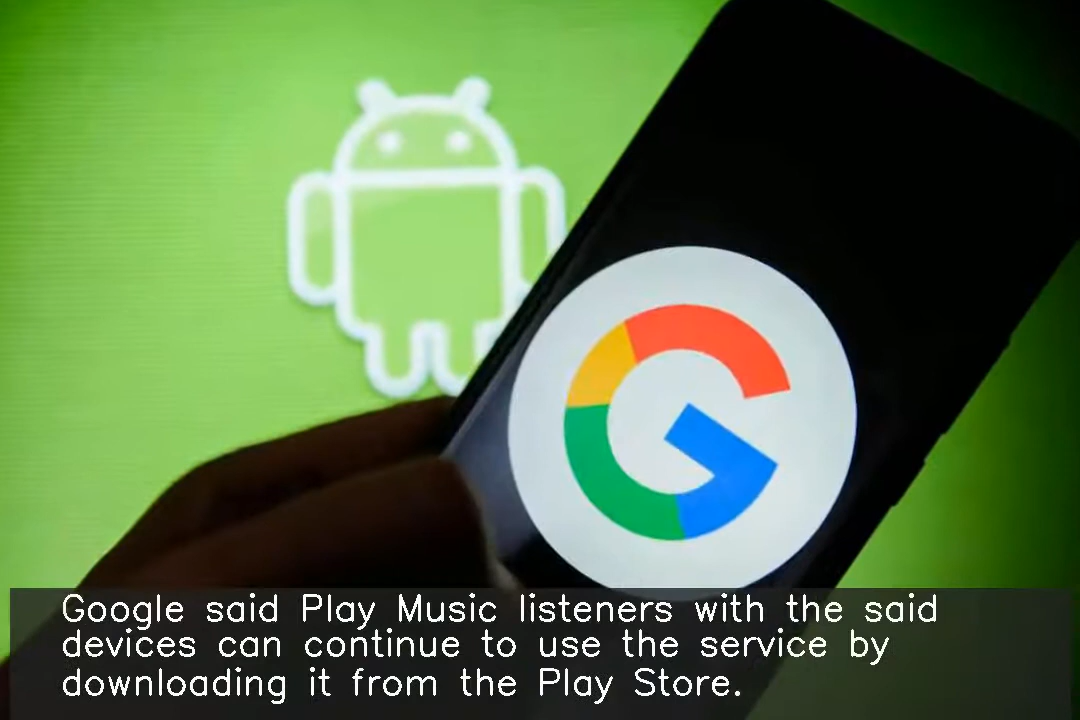 Google said Play Music listeners with the said
devices can continue to use the service by
downloading it from the Play Store.